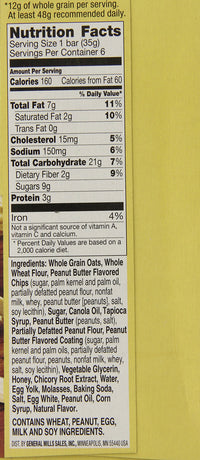 *12g of whole grain per serving.
At least 48g recommended daily.
Nutrition Facts
Serving Size 1 bar (35g)
Servings Per Container 6
Amount Per Serving
Calories 160 Calories from Fat 60
% Daily Value*
Total Fat 7g 11%
Saturated Fat 2g 10%
Trans Fat 0g
Cholesterol 15mg 5%
Sodium 150mg 6%
Total Carbohydrate 21g 7%
Dietary Fiber 2g 9%
Sugars 9g
Protein 3g
Iron 4%
Not a significant source of vitamin A,
vitamin C and calcium.
* Percent Daily Values are based on a
2,000 calorie diet.
Ingredients: Whole Grain Oats, Whole
Wheat Flour, Peanut Butter Flavored
Chips (sugar, palm kernel and palm oil,
partially defatted peanut flour, nonfat
milk, whey, peanut butter [peanuts], salt,
soy lecithin), Sugar, Canola Oil, Tapioca
Syrup, Peanut Butter (peanuts, salt),
Partially Defatted Peanut Flour, Peanut
Butter Flavored Coating (sugar, palm
kernel and palm oils, partially defatted
peanut flour, peanuts, nonfat milk, whey,
salt, soy lecithin), Vegetable Glycerin,
Honey, Chicory Root Extract, Water,
Egg Yolk, Molasses, Baking Soda,
Salt, Egg White, Peanut Oil, Corn
Syrup, Natural Flavor.
CONTAINS WHEAT, PEANUT, EGG,
MILK AND SOY INGREDIENTS.
DIST. BY GENERAL MILLS SALES, INC., MINNEAPOLIS, MN 55440 USA